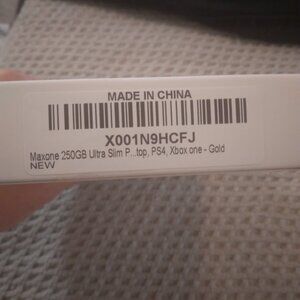 MADE IN CHINA
X001N9HCFJ
Maxone 250GB Ultra Slim P...top, PS4, Xbox one - Gold
NEW